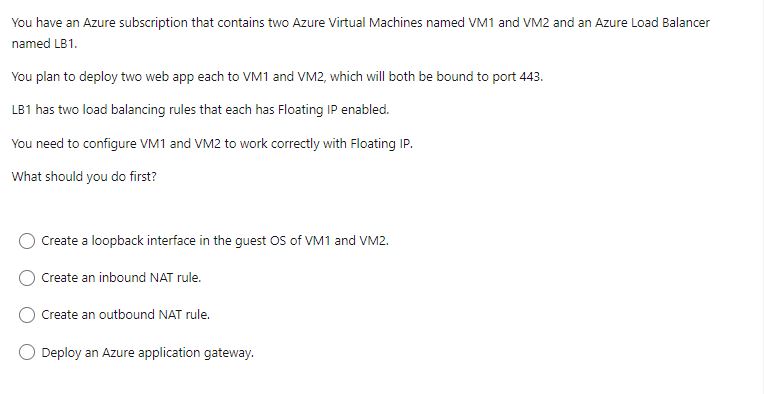 You have an Azure subscription that contains two Azure Virtual Machines named VM1 and VM2 and an Azure Load Balancer
named LB1.
You plan to deploy two web app each to VM1 and VM2, which will both be bound to port 443.
LB1 has two load balancing rules that each has Floating IP enabled.
You need to configure VM1 and VM2 to work correctly with Floating IP.
What should you do first?
Create a loopback interface in the guest OS of VM1 and VM2.
Create an inbound NAT rule.
Create an outbound NAT rule.
Deploy an Azure application gateway.